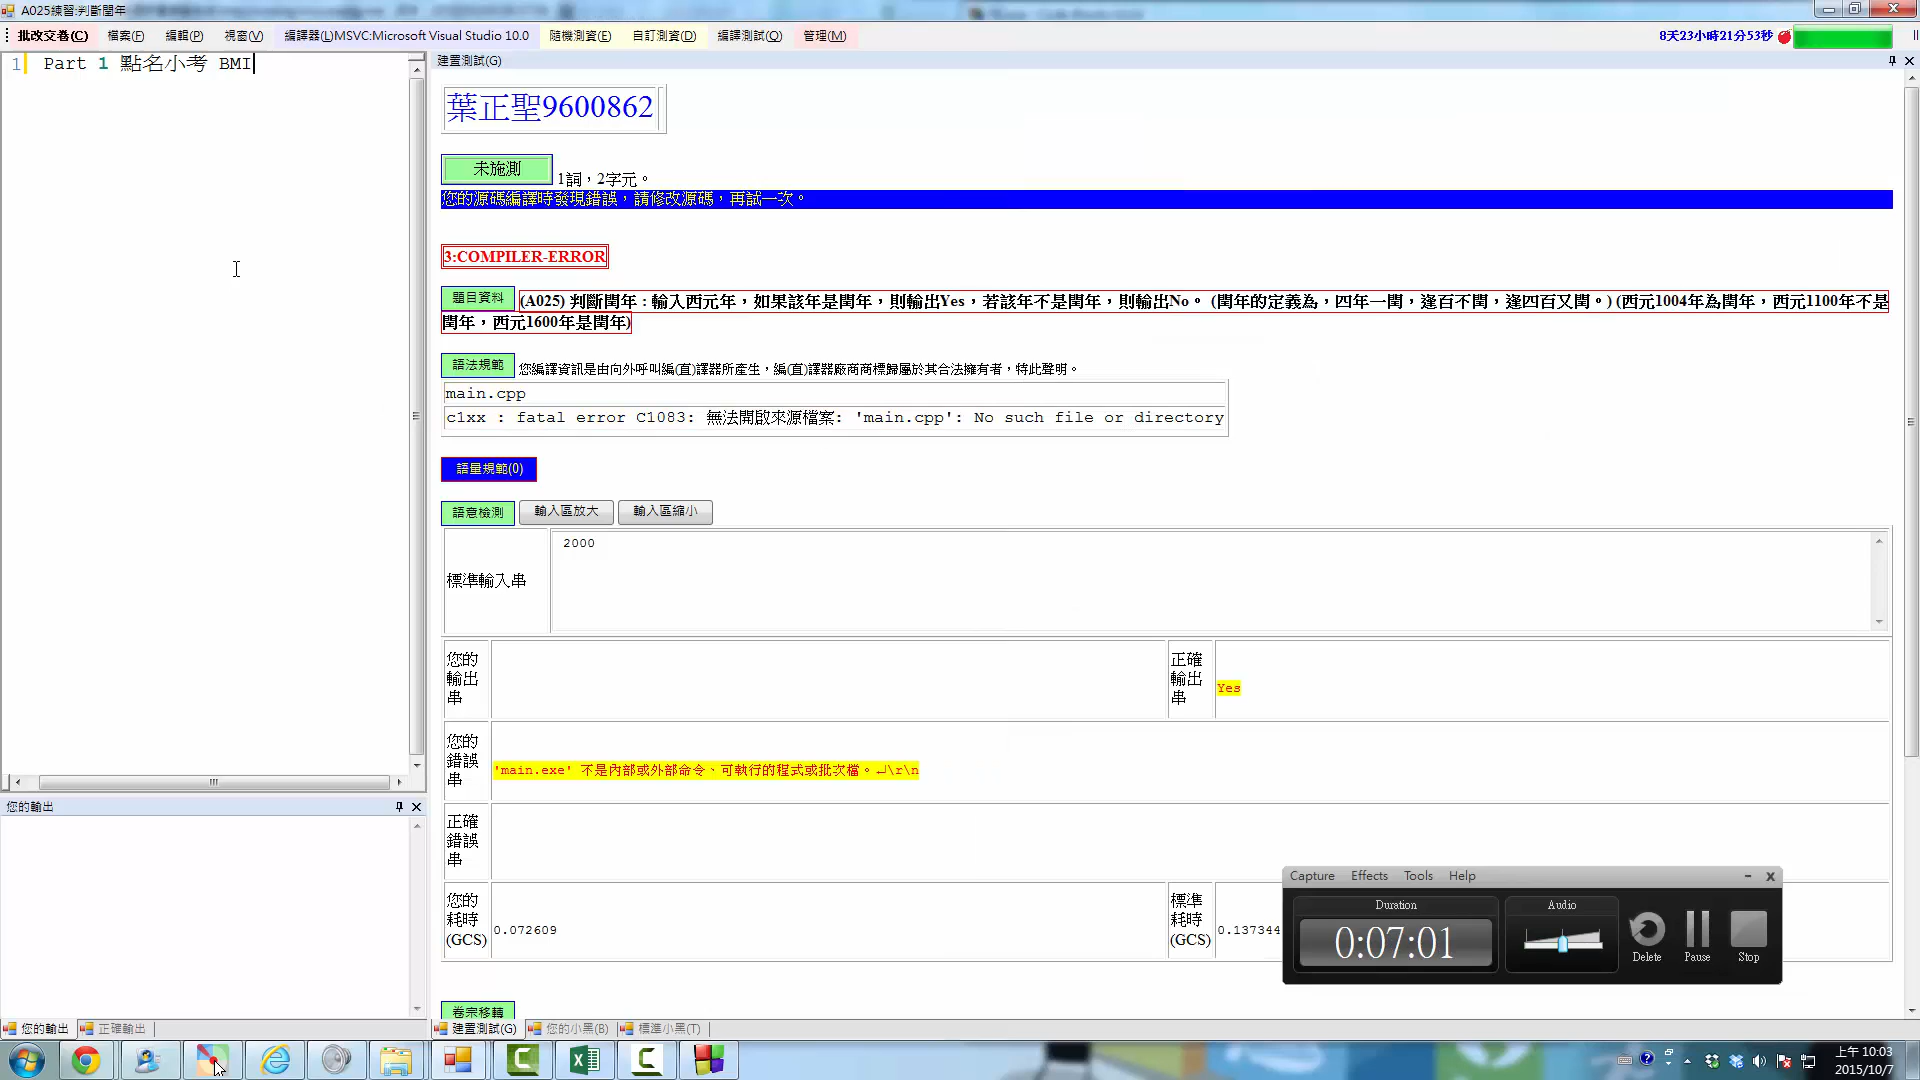 A025練習:判斷閏年
批改交卷(C) 檔案(F) 編輯(P) 視窗(V) 編譯器(L)MSVC:Microsoft Visual Studio 10.0 隨機測資(E) 自訂測資(D) 編譯測試(Q) 管理(M) 8天23小時21分53秒
1 Part 1 點名小考 BMI
建置測試(G)
葉正聖9600862
未施測 1詞，2字元。
您的源碼編譯時發現錯誤，請修改源碼，再試一次。
3:COMPILER-ERROR
題目資料 (A025) 判斷閏年 : 輸入西元年，如果該年是閏年，則輸出Yes，若該年不是閏年，則輸出No。 (閏年的定義為，四年一閏，逢百不閏，逢四百又閏。) (西元1004年為閏年，西元1100年不是
閏年，西元1600年是閏年)
語法規範 您編譯資訊是由向外呼叫編(直)譯器所產生，編(直)譯器廠商商標歸屬於其合法擁有者，特此聲明。
main.cpp
c1xx : fatal error C1083: 無法開啟來源檔案: 'main.cpp': No such file or directory
語量規範(0)
語意檢測 輸入區放大 輸入區縮小
標準輸入串 2000
您的
輸出
串
正確
輸出
串
Yes
您的
錯誤
串
'main.exe' 不是內部或外部命令、可執行的程式或批次檔。↵\r\n
正確
錯誤
串
您的
耗時
(GCS)
0.072609
標準
耗時
(GCS)
0.137344
卷宗移轉
您的輸出
您的輸出 正確輸出
建置測試(G) 您的小黑(B) 標準小黑(T)
Capture Effects Tools Help
Duration
0:07:01
Audio
Delete Pause Stop
上午 10:03
2015/10/7